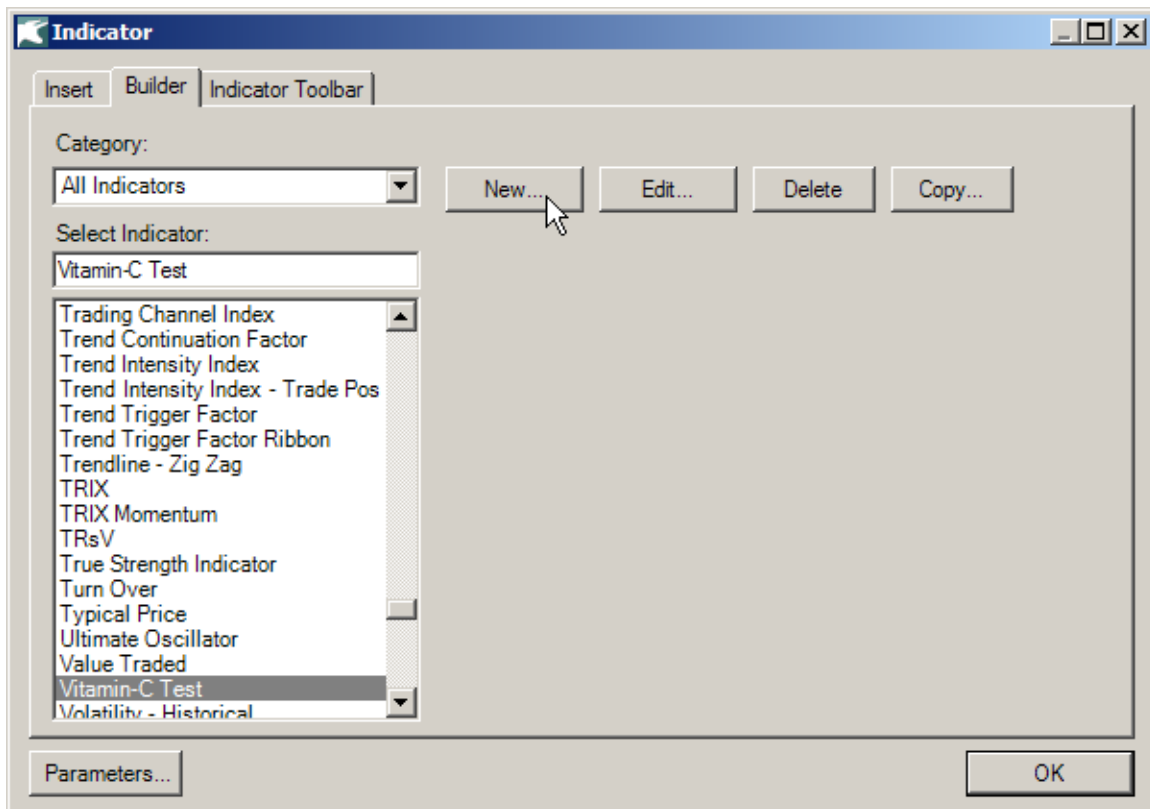 Indicator
Insert Builder Indicator Toolbar
Category:
All Indicators New... Edit... Delete Copy...
Select Indicator:
Vitamin-C Test
Trading Channel Index
Trend Continuation Factor
Trend Intensity Index
Trend Intensity Index - Trade Pos
Trend Trigger Factor
Trend Trigger Factor Ribbon
Trendline - Zig Zag
TRIX
TRIX Momentum
TRsV
True Strength Indicator
Turn Over
Typical Price
Ultimate Oscillator
Value Traded
Vitamin-C Test
Volatility - Historical
Parameters... OK